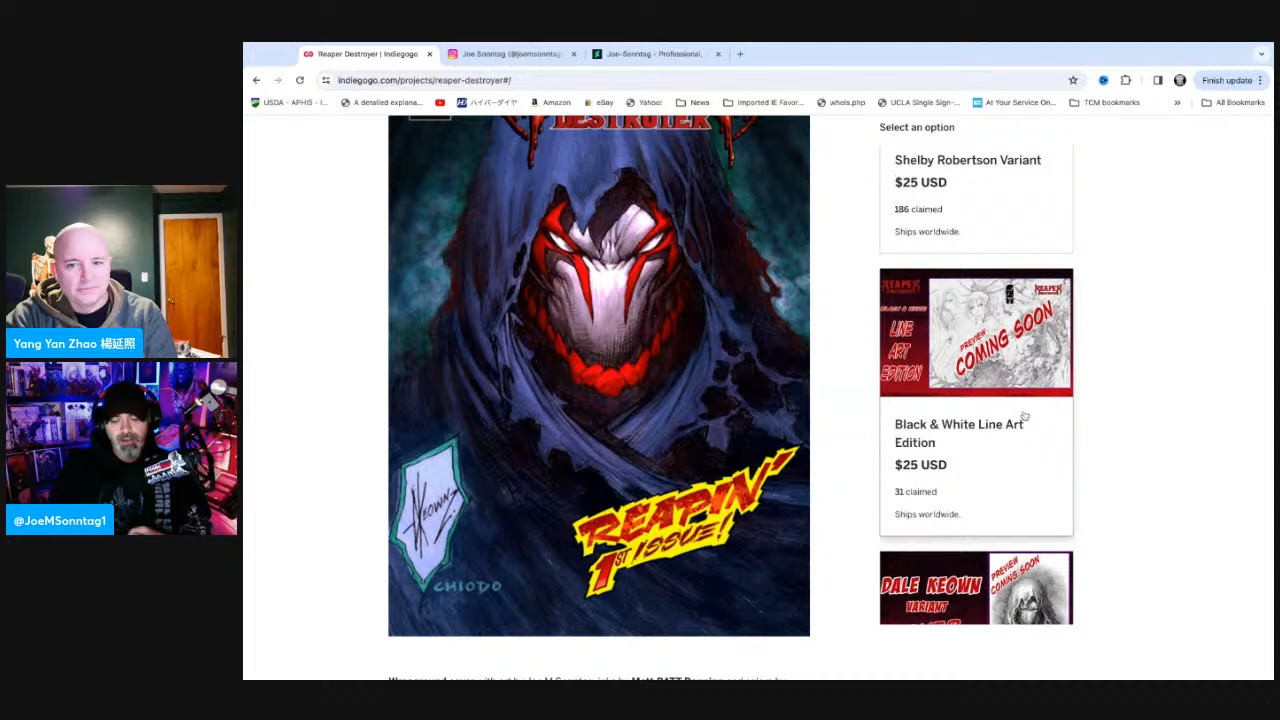 Reaper Destroyer | Indiegogo
Joe Sonntag (@joemsonntag
Joe-Sonntag - Professional,
indiegogo.com/projects/reaper-destroyer#/
Finish update
USDA - APHIS - I...
A detailed explana...
ハイパーダイヤ
Amazon
eBay
Yahoo!
News
Imported IE Favor...
whois.php
UCLA Single Sign-...
At Your Service On...
TCM bookmarks
»
All Bookmarks
DESTROYER
REAPIN'
1ST ISSUE!
KEOWN
CHIODO
Select an option
Shelby Robertson Variant
$25 USD
186 claimed
Ships worldwide.
REAPER
BLACK & WHITE
LINE
ART
EDITION
REAPER
PREVIEW
COMING SOON
Black & White Line Art
Edition
$25 USD
31 claimed
Ships worldwide.
DALE KEOWN
VARIANT
PREVIEW
COMING SOON
Yang Yan Zhao 楊延照
@JoeMSonntag1